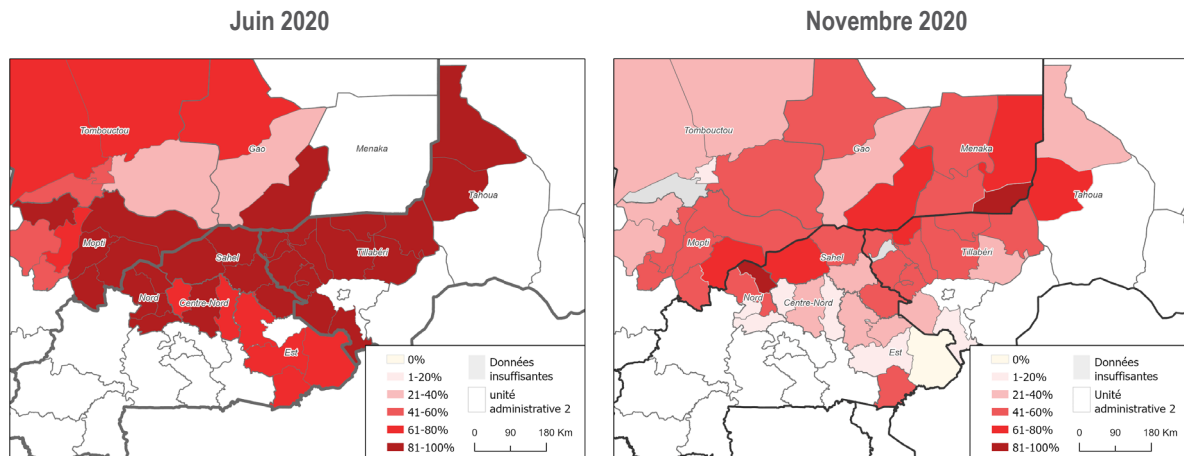 Juin 2020
Tombouctou
Gao
Menaka
Tahoua
Mopti
Sahel
Tillabéri
Nord
Centre-Nord
Est
0%
1-20%
21-40%
41-60%
61-80%
81-100%
Données
insuffisantes
unité
administrative 2
0 90 180 Km
Novembre 2020
Tombouctou
Gao
Menaka
Tahoua
Mopti
Sahel
Tillabéri
Nord
Centre-Nord
Est
0%
1-20%
21-40%
41-60%
61-80%
81-100%
Données
insuffisantes
unité
administrative 2
0 90 180 Km